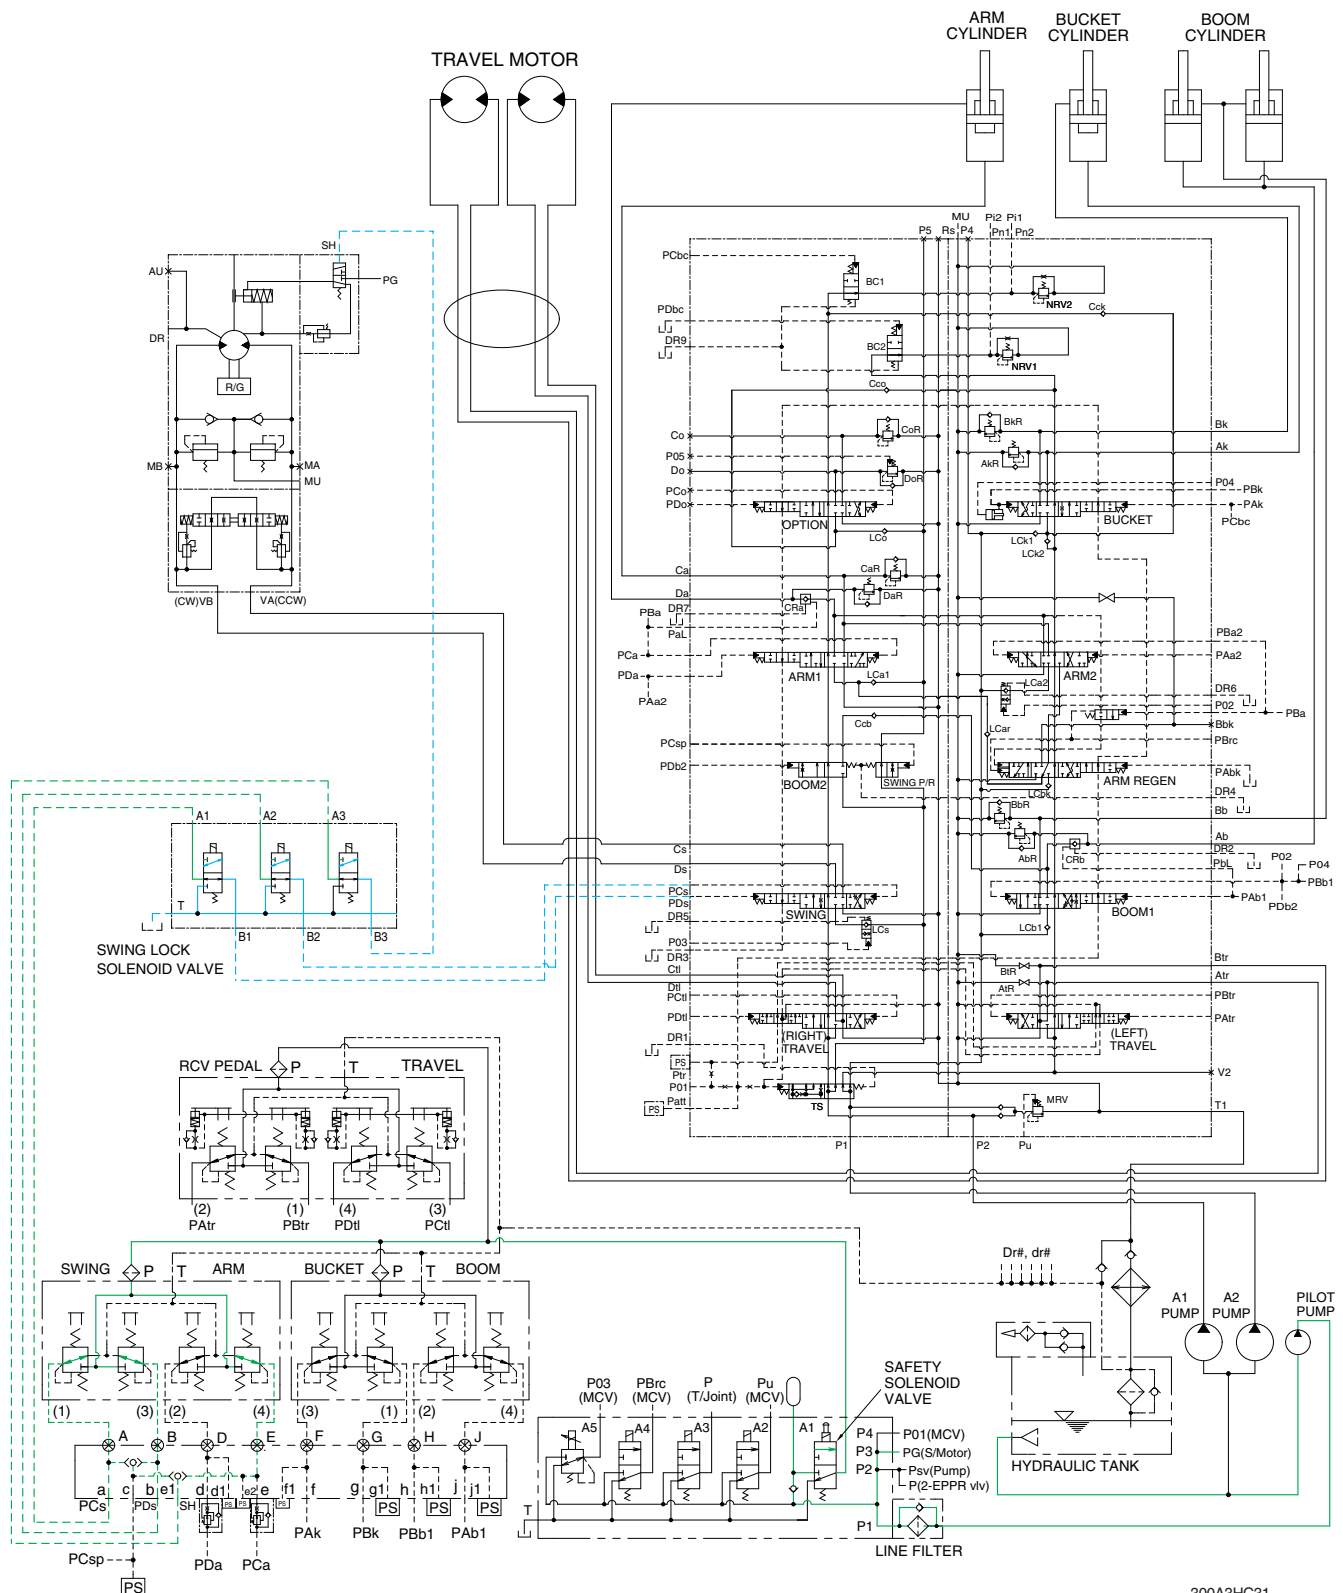 ARM
CYLINDER
BUCKET
CYLINDER
BOOM
CYLINDER
TRAVEL MOTOR
SH
AU
PG
DR
R/G
MB
MA
MU
(CW)VB
VA(CCW)
MU
Pi2 Pi1
P5 Rs P4
Pn1 Pn2
PCbc
BC1
NRV2
Cck
PDbc
DR9
BC2
NRV1
Cco
Co
CoR
BkR
Bk
P05
Do
DoR
AkR
Ak
PCo
PDo
P04
PBk
PAk
PCbc
OPTION
BUCKET
LCo
LCk1
LCk2
Ca
CaR
Da
DaR
CRa
PBa
DR7
PaL
PCa
PDa
PAa2
ARM1
ARM2
PBa2
PAa2
LCa1
LCa2
DR6
P02
PBa
Ccb
LCar
Bbk
PBrc
PCsp
PDb2
BOOM2
SWING P/R
ARM REGEN
PAbk
LCbk
DR4
BbR
Bb
AbR
CRb
Ab
DR2
PbL
P02
P04
PBb1
PAb1
PDb2
Cs
Ds
PCs
PDs
SWING
BOOM1
DR5
LCs
LCb1
P03
DR3
Ctl
Dtl
PCtl
PDtl
BtR
AtR
Btr
Atr
PBtr
PAtr
DR1
(RIGHT)
TRAVEL
(LEFT)
TRAVEL
PS
Ptr
P01
Patt
PS
TS
V2
MRV
T1
P1
P2
Pu
A1
A2
A3
T
B1
B2
B3
SWING LOCK
SOLENOID VALVE
RCV PEDAL
P
T
TRAVEL
(2)
PAtr
(1)
PBtr
(4)
PDtl
(3)
PCtl
SWING
P
T
ARM
BUCKET
P
T
BOOM
(1)
(3)
(2)
(4)
(3)
(1)
(2)
(4)
A
B
D
E
F
G
H
J
a
c
b
e1
d
d1
e2
e
f1
f
g
g1
h
h1
j
j1
PCs
PDs
SH
PS
PS
PS
PS
PS
PS
PCsp
PS
PDa
PCa
PAk
PBk
PBb1
PAb1
Dr#, dr#
A1
PUMP
A2
PUMP
PILOT
PUMP
HYDRAULIC TANK
SAFETY
SOLENOID
VALVE
P03
(MCV)
PBrc
(MCV)
P
(T/Joint)
Pu
(MCV)
A5
A4
A3
A2
A1
P4
P01(MCV)
P3
PG(S/Motor)
P2
Psv(Pump)
P(2-EPPR vlv)
T
P1
LINE FILTER
300A2HC21